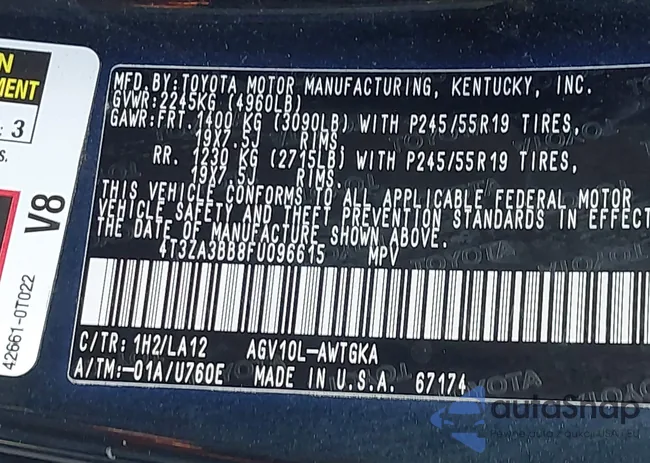 N
MENT
: 3
S.
V8
42661-0T022
MFD.BY:TOYOTA MOTOR MANUFACTURING, KENTUCKY, INC.
GVWR:2245KG (4960LB)
GAWR:FRT.1400 KG (3090LB) WITH P245/55R19 TIRES,
19X7.5J RIMS.
RR. 1230 KG (2715LB) WITH P245/55R19 TIRES,
19X7.5J RIMS.
THIS VEHICLE CONFORMS TO ALL APPLICABLE FEDERAL MOTOR
VEHICLE SAFETY AND THEFT PREVENTION STANDARDS IN EFFECT
THE DATE OF MANUFACTURE SHOWN ABOVE.
4T3ZA3BB8FU096615 MPV
C/TR: 1H2/LA12 AGV10L-AWTGKA
A/TM:-01A/U760E MADE IN U.S.A. 67174
TOYOTA
autaSnap